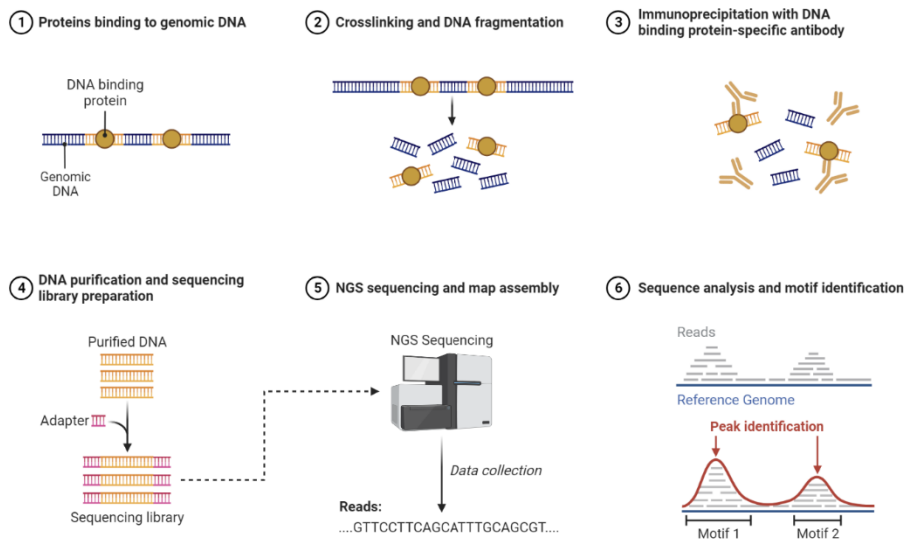 1 Proteins binding to genomic DNA
DNA binding
protein
Genomic
DNA
2 Crosslinking and DNA fragmentation
3 Immunoprecipitation with DNA
binding protein-specific antibody
4 DNA purification and sequencing
library preparation
Purified DNA
Adapter
Sequencing library
5 NGS sequencing and map assembly
NGS Sequencing
Data collection
Reads:
....GTTCCTTCAGCATTTGCAGCGT....
6 Sequence analysis and motif identification
Reads
Reference Genome
Peak identification
Motif 1
Motif 2